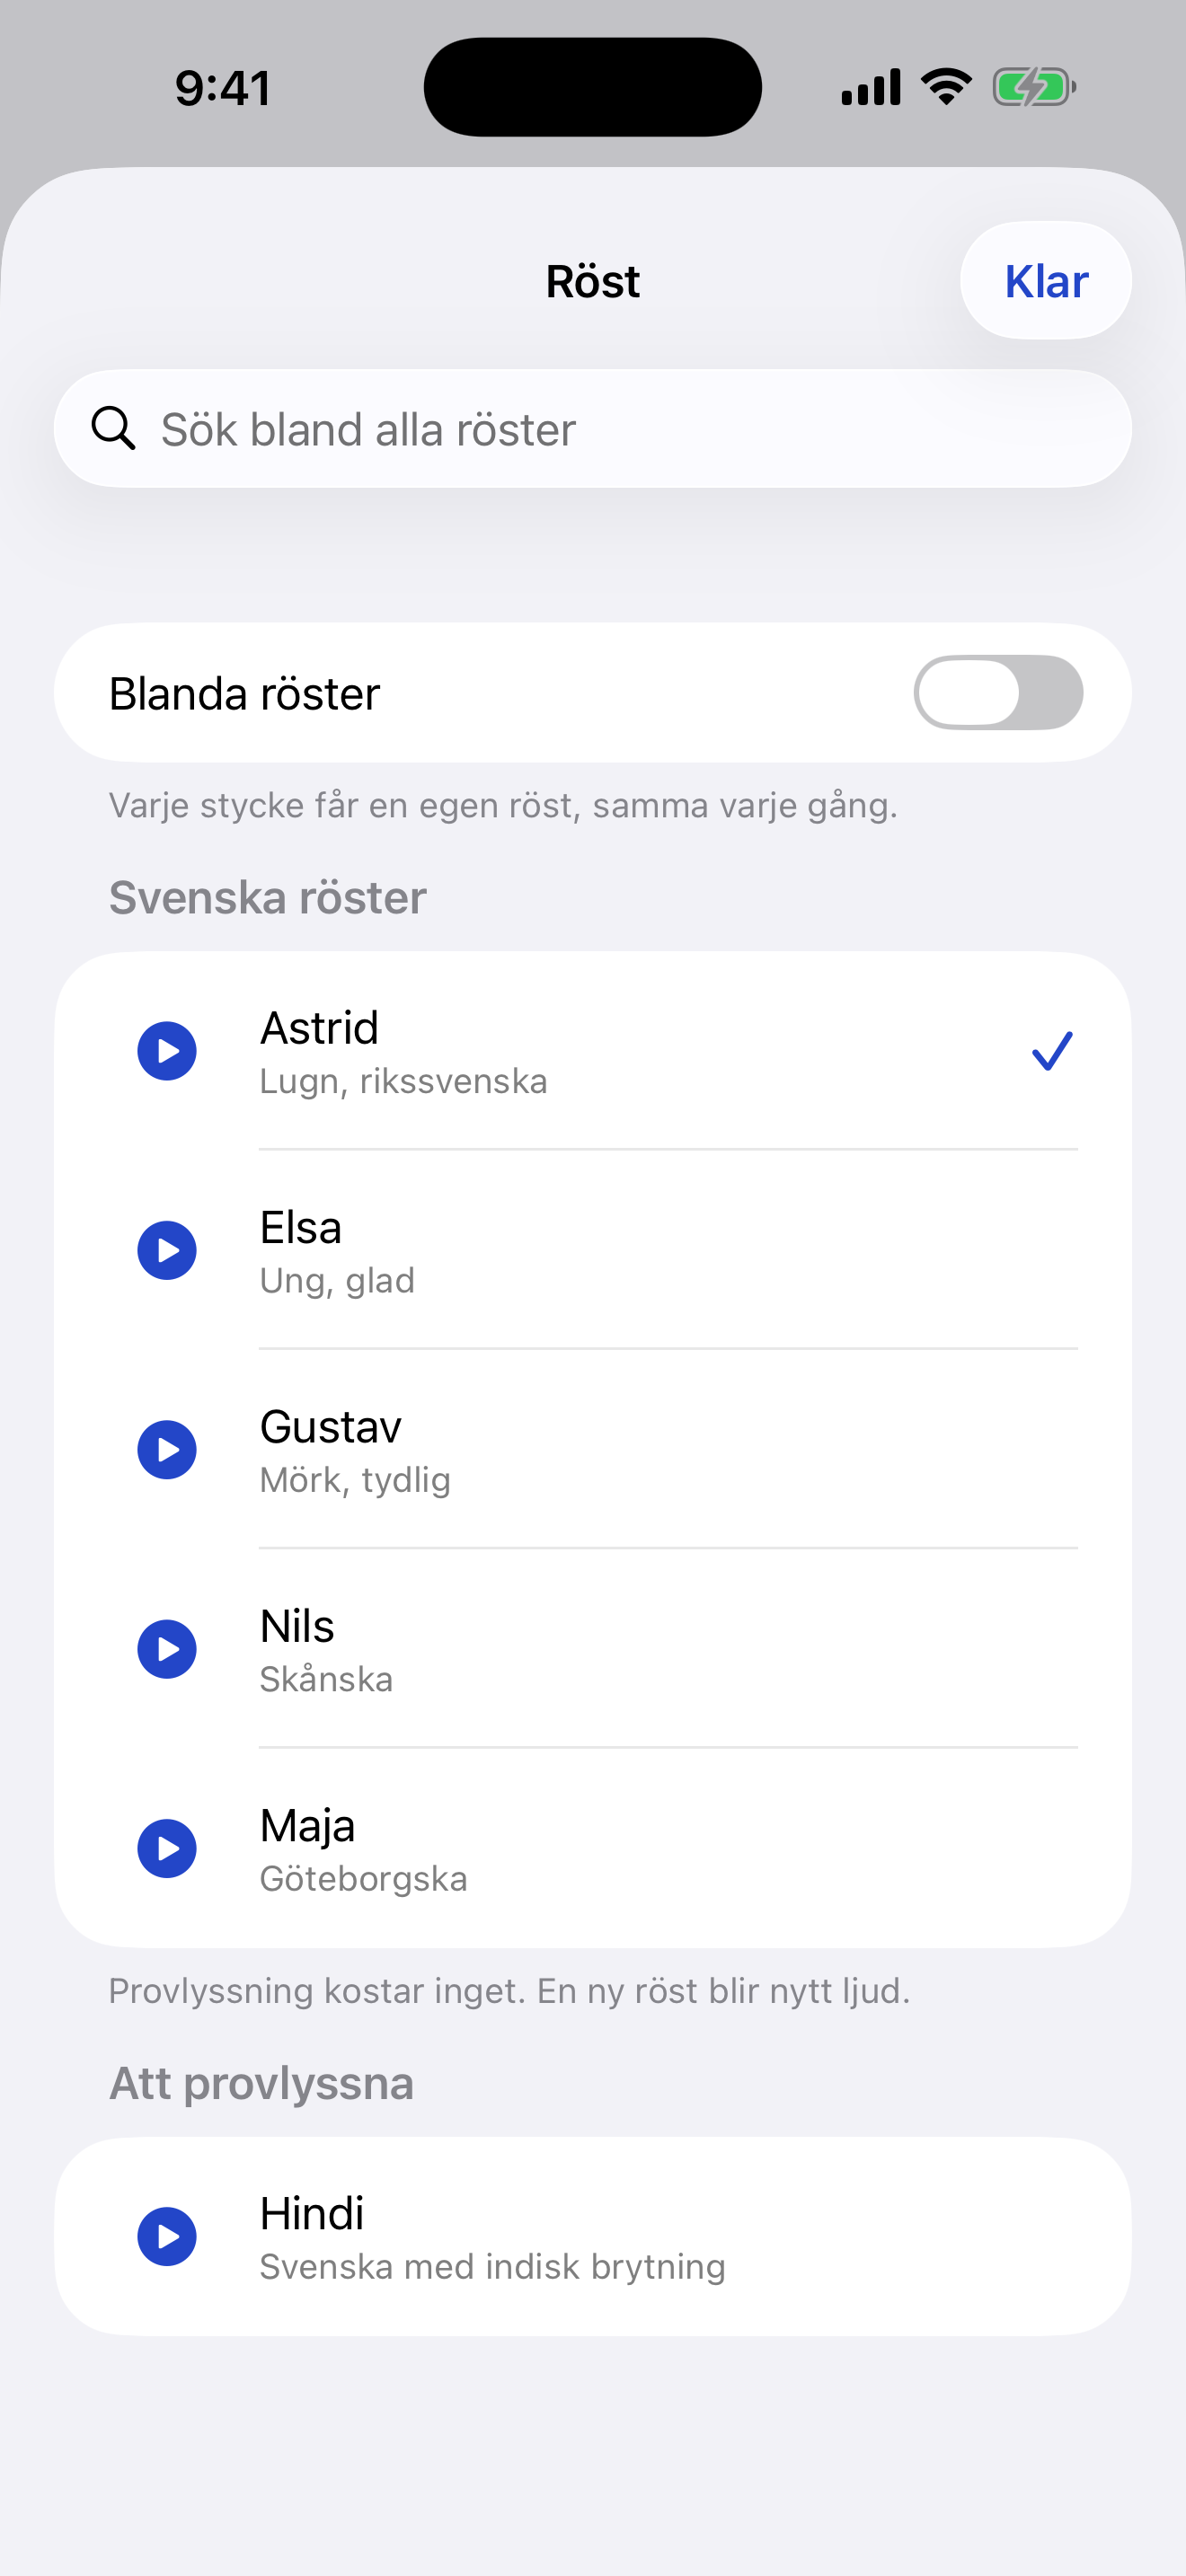 9:41
Röst
Klar
Sök bland alla röster
Blanda röster
Varje stycke får en egen röst, samma varje gång.
Svenska röster
Astrid
Lugn, rikssvenska
Elsa
Ung, glad
Gustav
Mörk, tydlig
Nils
Skånska
Maja
Göteborgska
Provlyssning kostar inget. En ny röst blir nytt ljud.
Att provlyssna
Hindi
Svenska med indisk brytning